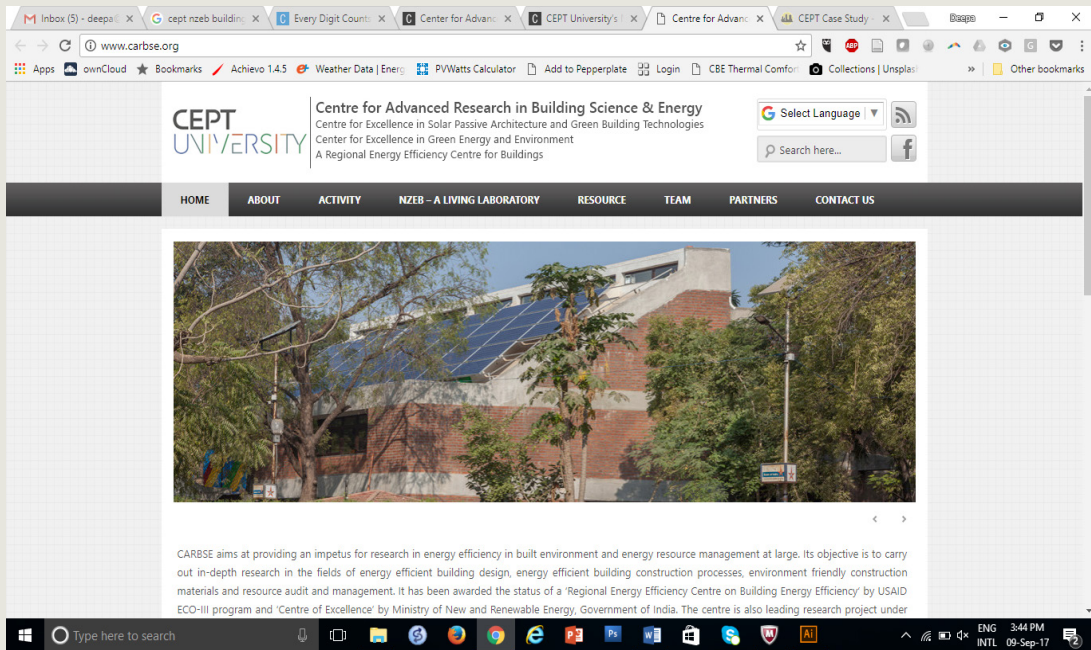 Inbox (5) - deepa@
cept nzeb building
Every Digit Counts
Center for Advanc
CEPT University's
Centre for Advanc
CEPT Case Study -
Deepa
www.carbse.org
ABP
Apps
ownCloud
Bookmarks
Achievo 1.4.5
Weather Data | Energ
PVWatts Calculator
Add to Pepperplate
Login
CBE Thermal Comfor
Collections | Unsplas
»
Other bookmarks
CEPT
UNIVERSITY
Centre for Advanced Research in Building Science & Energy
Centre for Excellence in Solar Passive Architecture and Green Building Technologies
Center for Excellence in Green Energy and Environment
A Regional Energy Efficiency Centre for Buildings
Select Language
Search here...
HOME
ABOUT
ACTIVITY
NZEB – A LIVING LABORATORY
RESOURCE
TEAM
PARTNERS
CONTACT US
CARBSE aims at providing an impetus for research in energy efficiency in built environment and energy resource management at large. Its objective is to carry
out in-depth research in the fields of energy efficient building design, energy efficient building construction processes, environment friendly construction
materials and resource audit and management. It has been awarded the status of a 'Regional Energy Efficiency Centre on Building Energy Efficiency' by USAID
ECO-III program and 'Centre of Excellence' by Ministry of New and Renewable Energy, Government of India. The centre is also leading research project under
Type here to search
Ps
Ai
ENG
INTL
3:44 PM
09-Sep-17
2